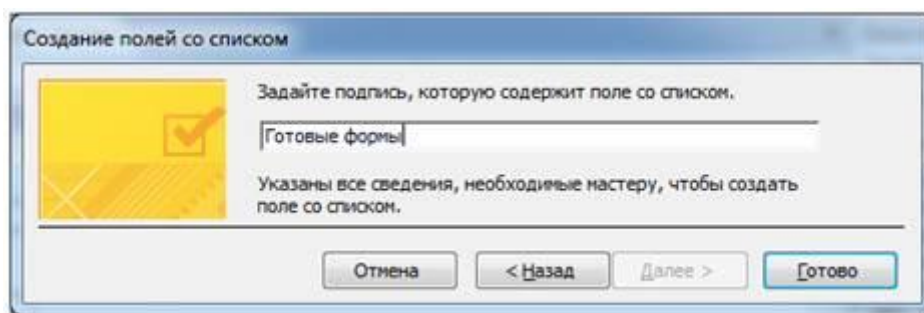 Создание полей со списком
Задайте подпись, которую содержит поле со списком.
Готовые формы
Указаны все сведения, необходимые мастеру, чтобы создать
поле со списком.
Отмена
< Назад
Далее >
Готово